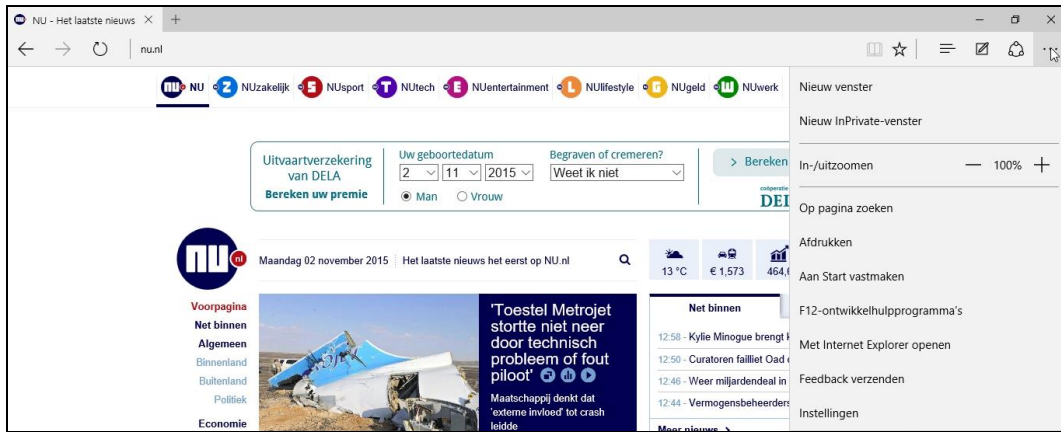 NU - Het laatste nieuws
nu.nl
NU NUzakelijk NUsport NUtech NUentertainment NUlifestyle NUgeld NUwerk
Uitvaartverzekering
van DELA
Bereken uw premie
Uw geboortedatum
2 11 2015
Man Vrouw
Begraven of cremeren?
Weet ik niet
> Bereken
coöperatie
DEL
nu nl
Maandag 02 november 2015 Het laatste nieuws het eerst op NU.nl
13 °C € 1,573 464,6
Voorpagina
Net binnen
Algemeen
Binnenland
Buitenland
Politiek
Economie
'Toestel Metrojet
stortte niet neer
door technisch
probleem of fout
piloot'
Maatschappij denkt dat
'externe invloed' tot crash
leidde
Net binnen
12:58 - Kylie Minogue brengt k
12:50 - Curatoren failliet Oad
12:46 - Weer miljardendeal in
12:44 - Vermogensbeheerders
Meer nieuws >
Nieuw venster
Nieuw InPrivate-venster
In-/uitzoomen — 100% +
Op pagina zoeken
Afdrukken
Aan Start vastmaken
F12-ontwikkelhulpprogramma's
Met Internet Explorer openen
Feedback verzenden
Instellingen